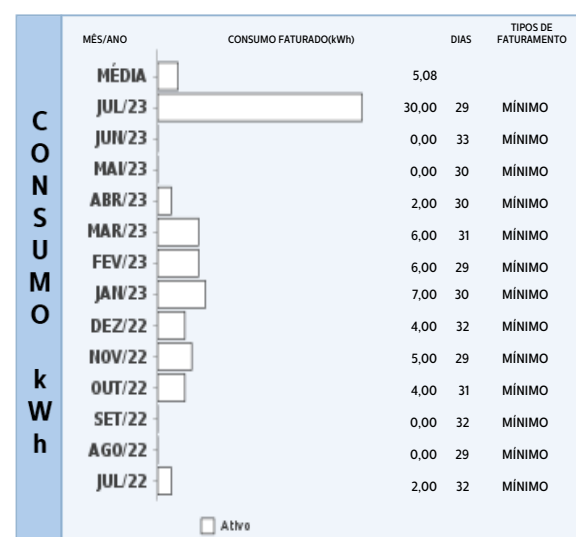 MÊS/ANO CONSUMO FATURADO(kWh) DIAS TIPOS DE FATURAMENTO
CONSUMO kWh
MÉDIA 5,08
JUL/23 30,00 29 MÍNIMO
JUN/23 0,00 33 MÍNIMO
MAI/23 0,00 30 MÍNIMO
ABR/23 2,00 30 MÍNIMO
MAR/23 6,00 31 MÍNIMO
FEV/23 6,00 29 MÍNIMO
JAN/23 7,00 30 MÍNIMO
DEZ/22 4,00 32 MÍNIMO
NOV/22 5,00 29 MÍNIMO
OUT/22 4,00 31 MÍNIMO
SET/22 0,00 32 MÍNIMO
AGO/22 0,00 29 MÍNIMO
JUL/22 2,00 32 MÍNIMO
Ativo